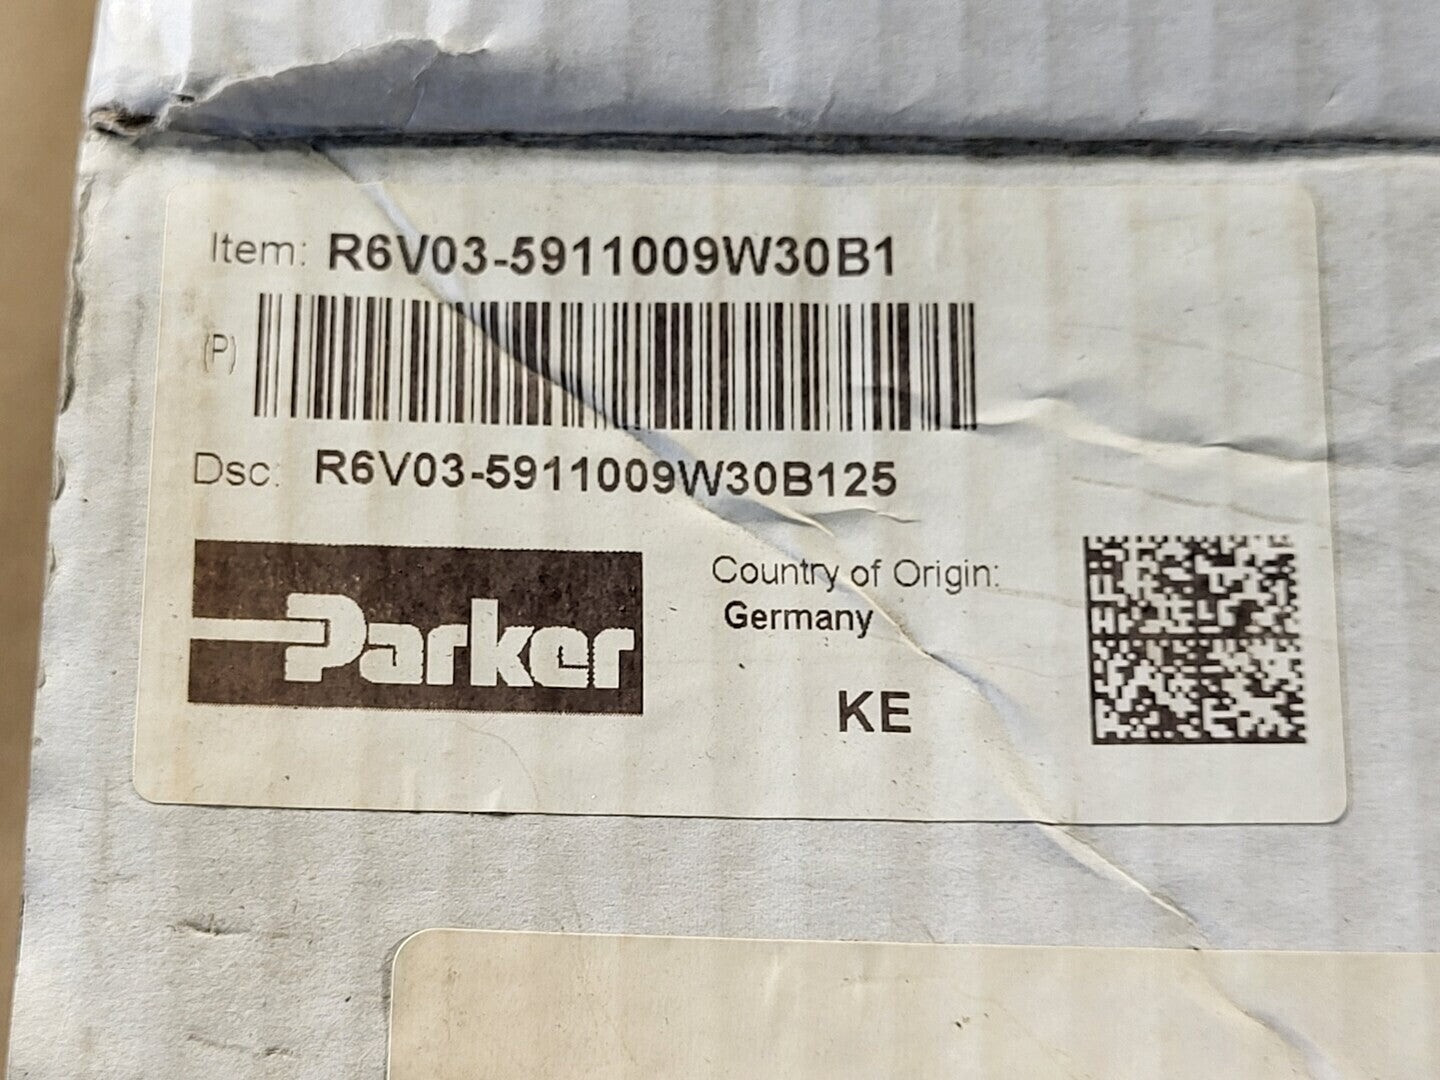 Item: R6V03-5911009W30B1
(P)
Dsc: R6V03-5911009W30B125
Parker
Country of Origin:
Germany
KE